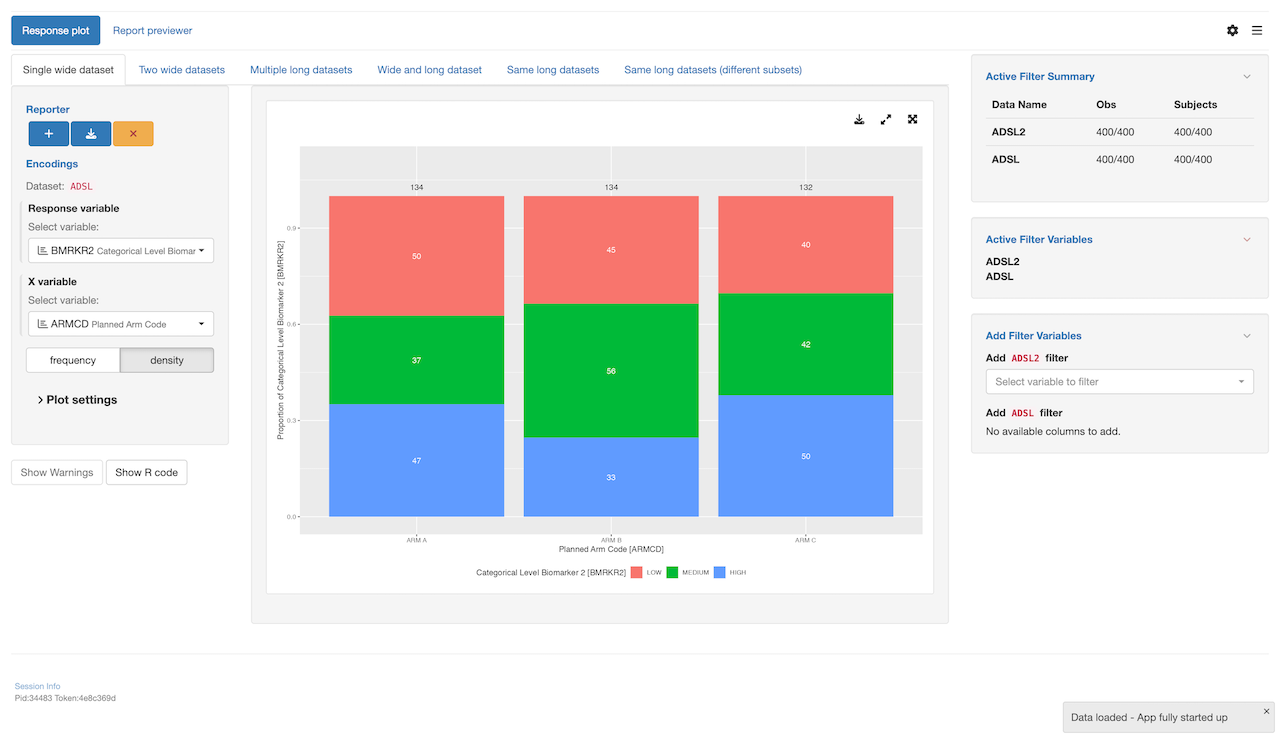 Response plot Report previewer
Single wide dataset Two wide datasets Multiple long datasets Wide and long dataset Same long datasets Same long datasets (different subsets)
Reporter
Encodings
Dataset: ADSL
Response variable
Select variable:
BMRKR2 Categorical Level Biomar
X variable
Select variable:
ARMCD Planned Arm Code
frequency density
Plot settings
Show Warnings Show R code
134 134 132
50 45 40
37 56 42
47 33 50
0.9
0.6
0.3
0.0
Proportion of Categorical Level Biomarker 2 [BMRKR2]
ARM A ARM B ARM C
Planned Arm Code [ARMCD]
Categorical Level Biomarker 2 [BMRKR2] LOW MEDIUM HIGH
Active Filter Summary
Data Name Obs Subjects
ADSL2 400/400 400/400
ADSL 400/400 400/400
Active Filter Variables
ADSL2
ADSL
Add Filter Variables
Add ADSL2 filter
Select variable to filter
Add ADSL filter
No available columns to add.
Session Info
Pid:34483 Token:4e8c369d
Data loaded - App fully started up